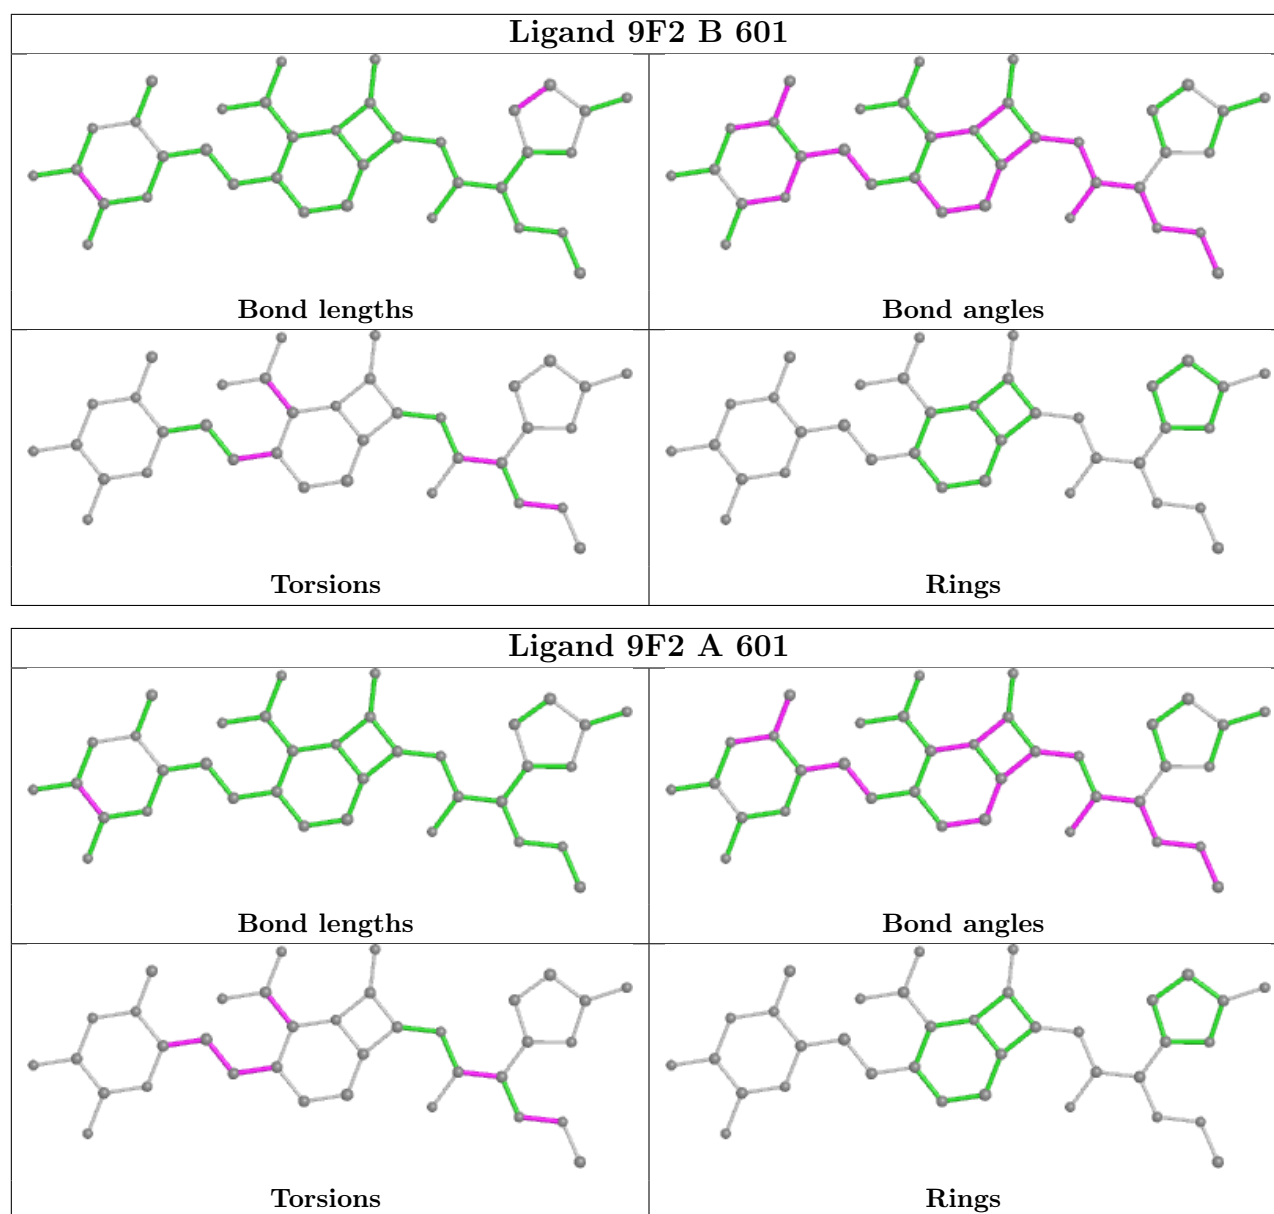 Ligand 9F2 B 601
Bond lengths
Bond angles
Torsions
Rings
Ligand 9F2 A 601
Bond lengths
Bond angles
Torsions
Rings